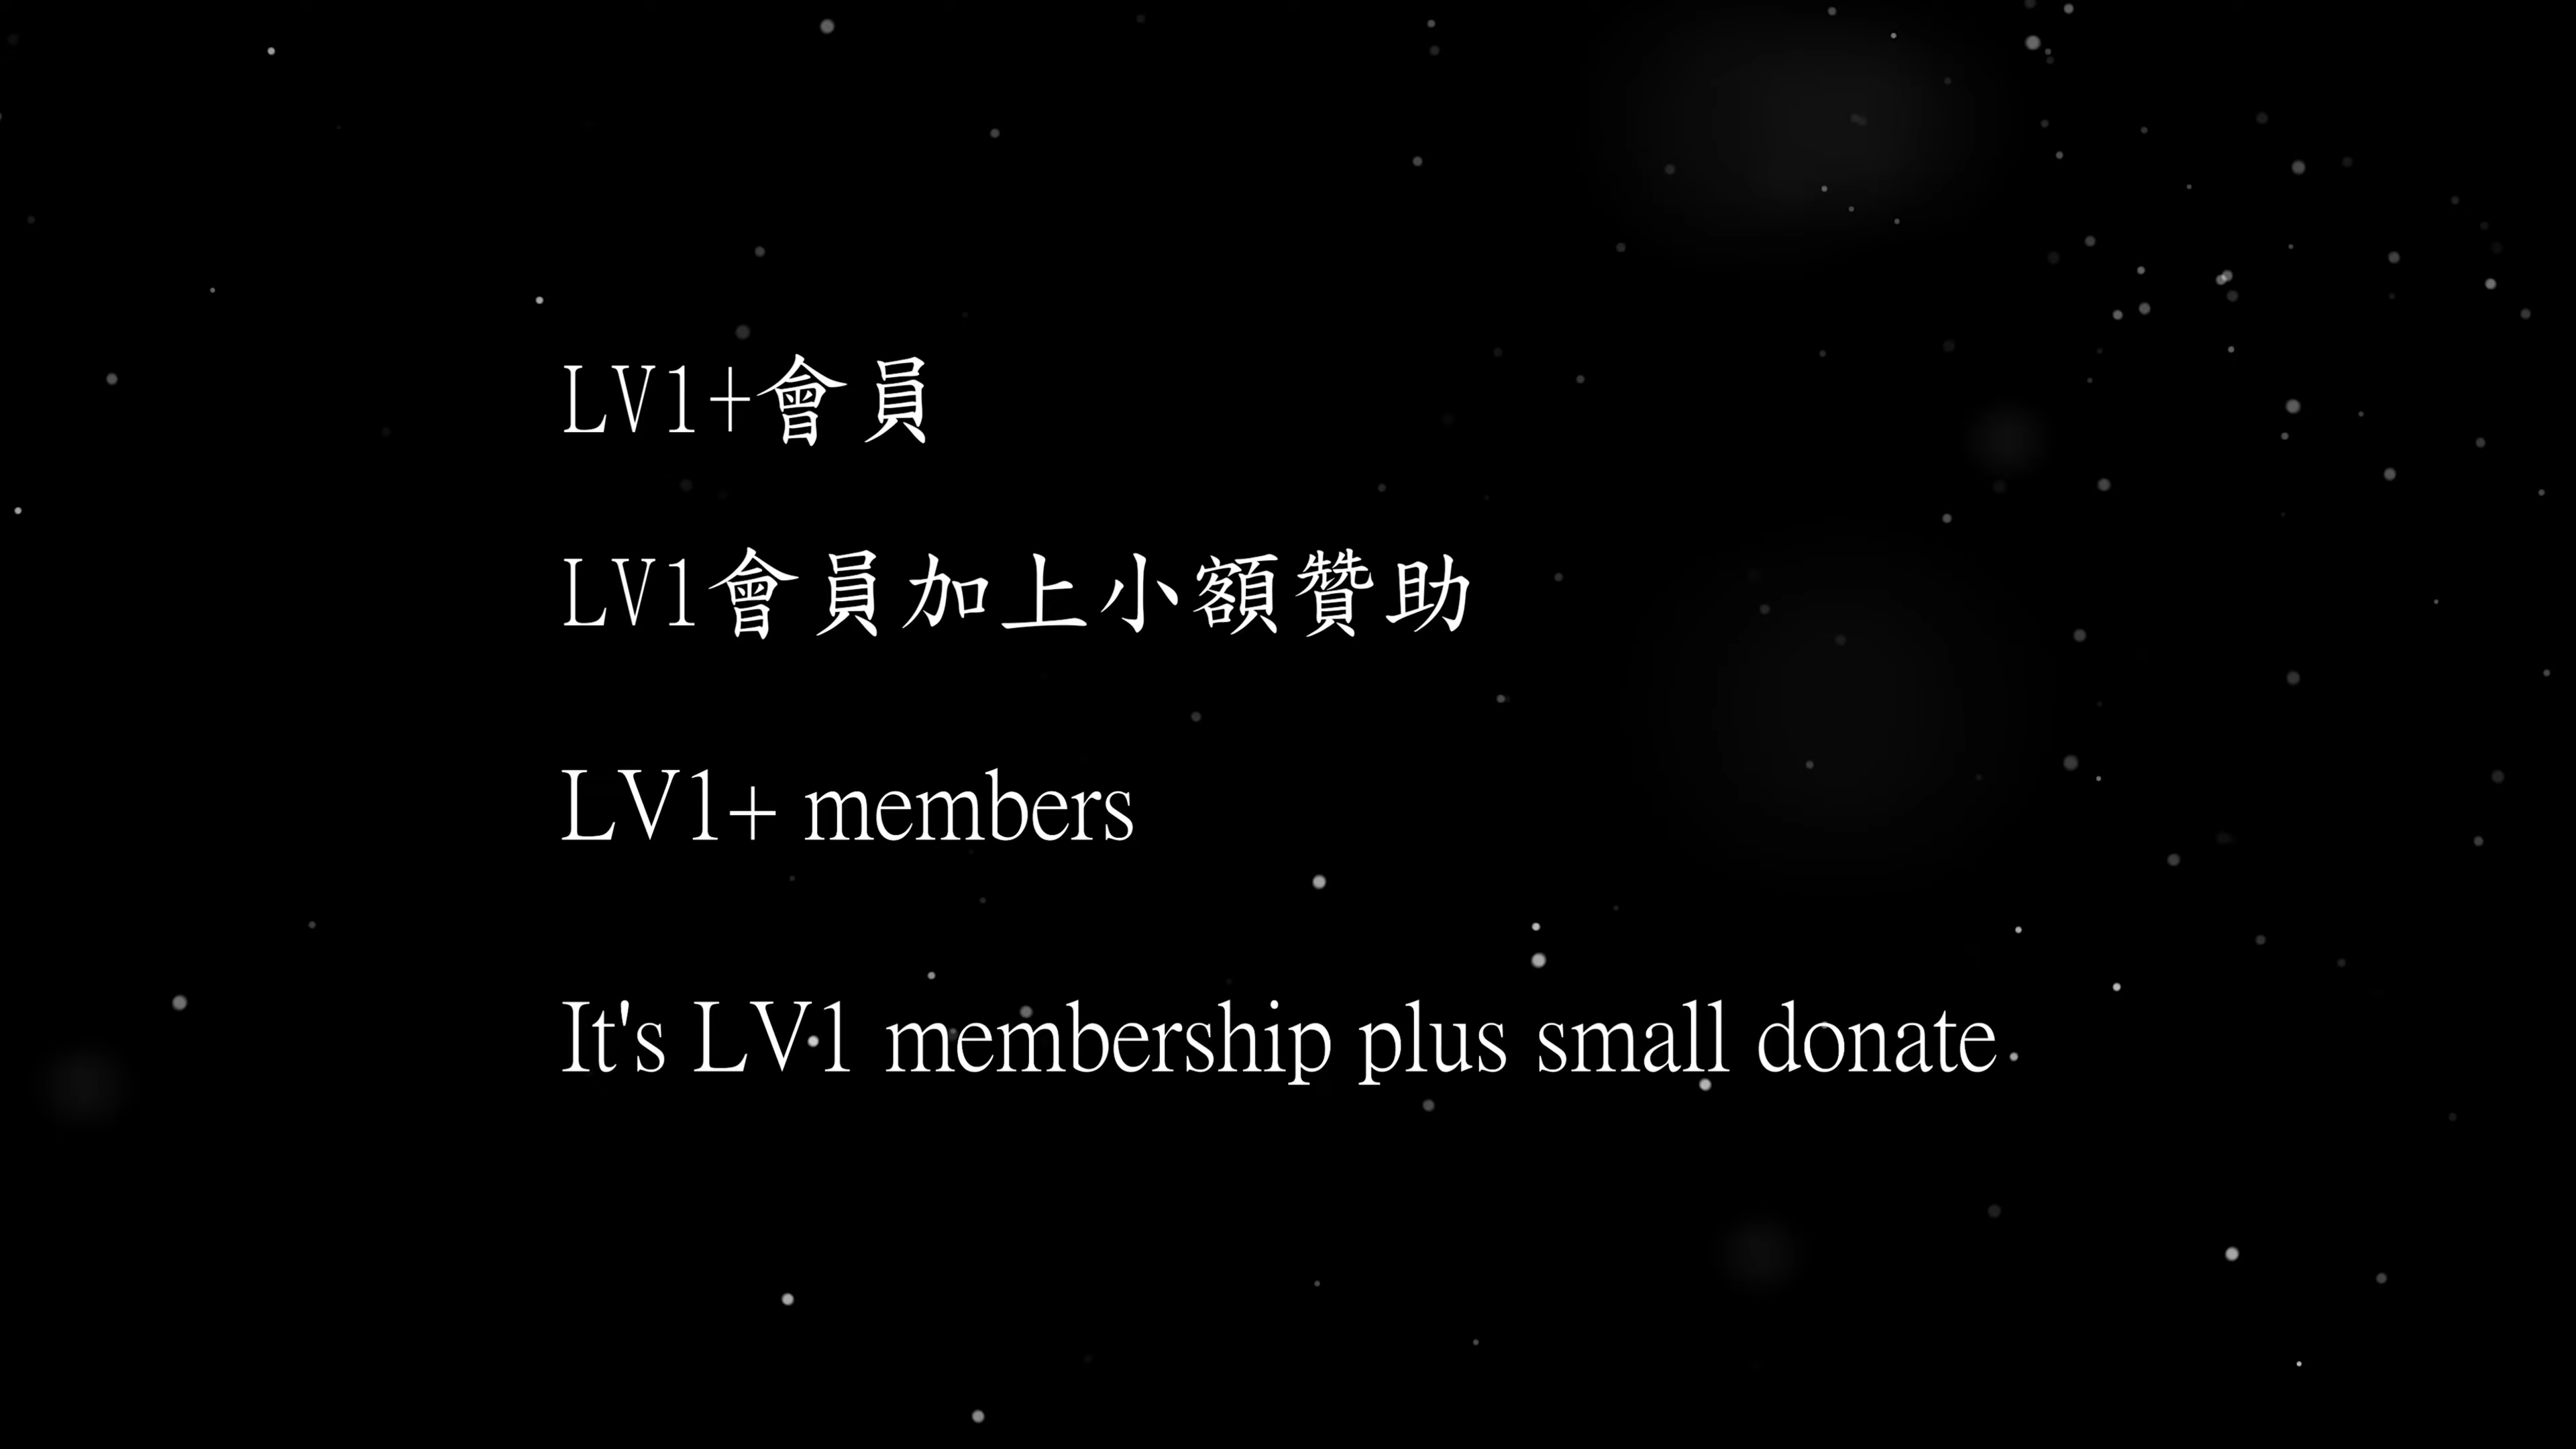 LV1+會員
LV1會員加上小額贊助
LV1+ members
It's LV1 membership plus small donate